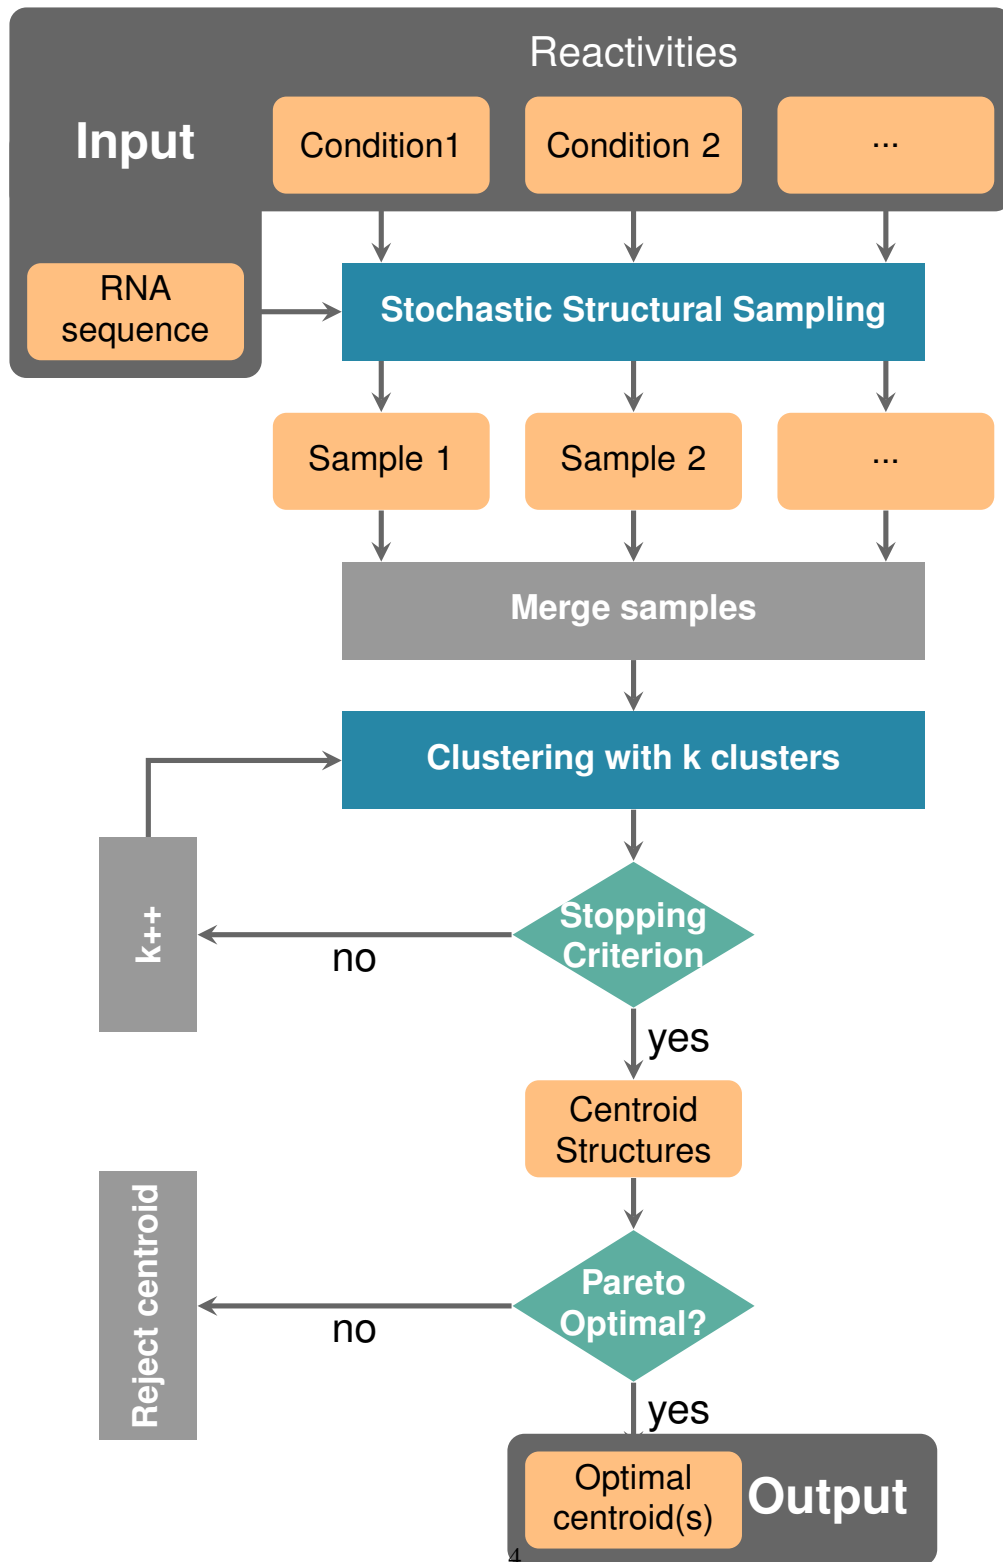 Reactivities
Input
Condition1
Condition 2
...
RNA
sequence
Stochastic Structural Sampling
Sample 1
Sample 2
...
Merge samples
Clustering with k clusters
Stopping
Criterion
no
k++
yes
Centroid
Structures
Pareto
Optimal?
no
Reject centroid
yes
Optimal
centroid(s)
Output
4